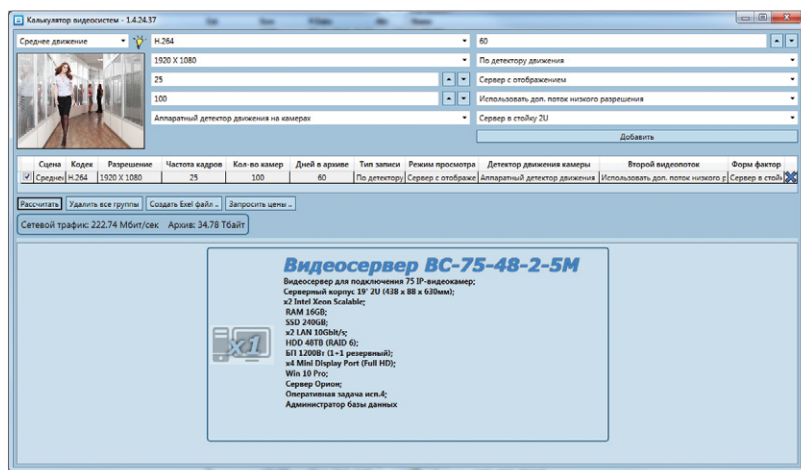 Калькулятор видеосистем - 1.4.24.37
Среднее движение
H.264
60
1920 X 1080
По детектору движения
25
Сервер с отображением
100
Использовать доп. поток низкого разрешения
Аппаратный детектор движения на камерах
Сервер в стойку 2U
Добавить
Сцена Кодек Разрешение Частота кадров Кол-во камер Дней в архиве Тип записи Режим просмотра Детектор движения камеры Второй видеопоток Форм фактор
Среднее H.264 1920 X 1080 25 100 60 По детектору Сервер с отображе Аппаратный детектор движения Использовать доп. поток низкого р Сервер в стой
Рассчитать Удалить все группы Создать Exel файл .. Запросить цены ..
Сетевой трафик: 222,74 Мбит/сек Архив: 34,78 Тбайт
Видеосервер ВС-75-48-2-5М
Видеосервер для подключения 75 IP-видеокамер;
Серверный корпус 19" 2U (438 x 88 x 630мм);
x2 Intel Xeon Scalable;
RAM 16GB;
SSD 240GB;
x2 LAN 10Gbit/s;
HDD 48TB (RAID 6);
БП 1200Вт (1+1 резервный);
x4 Mini Display Port (Full HD);
Win 10 Pro;
Сервер Орион;
Оперативная задача исп.4;
Администратор базы данных
x1